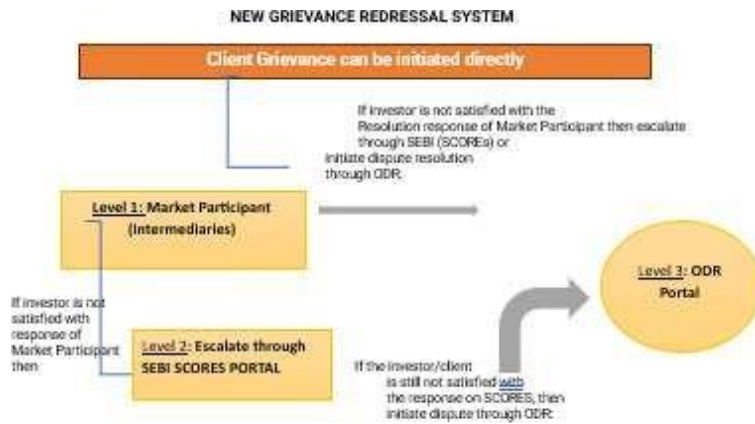 NEW GRIEVANCE REDRESSAL SYSTEM
Client Grievance can be initiated directly
If investor is not satisfied with the
Resolution response of Market Participant then escalate
through SEBI (SCOREs) or
initiate dispute resolution
through ODR.
Level 1: Market Participant
(Intermediaries)
Level 3: ODR
Portal
If investor is not
satisfied with
response of
Market Participant
then
Level 2: Escalate through
SEBI SCORES PORTAL
If the investor/client
is still not satisfied with
the response on SCORES, then
initiate dispute through ODR.